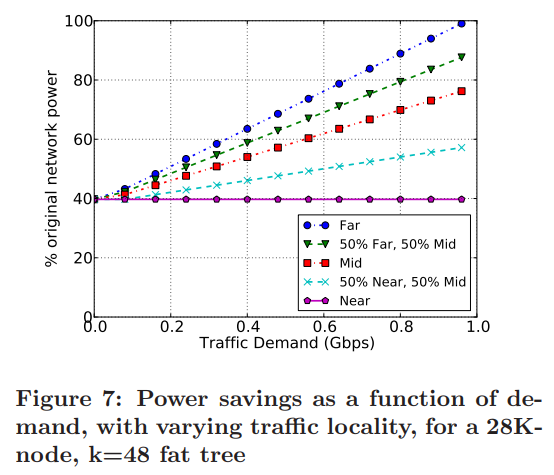 100
80
60
40
0
% original network power
0.0 0.2 0.4 0.6 0.8 1.0
Traffic Demand (Gbps)
Far
50% Far, 50% Mid
Mid
50% Near, 50% Mid
Near
Figure 7: Power savings as a function of de-
mand, with varying traffic locality, for a 28K-
node, k=48 fat tree